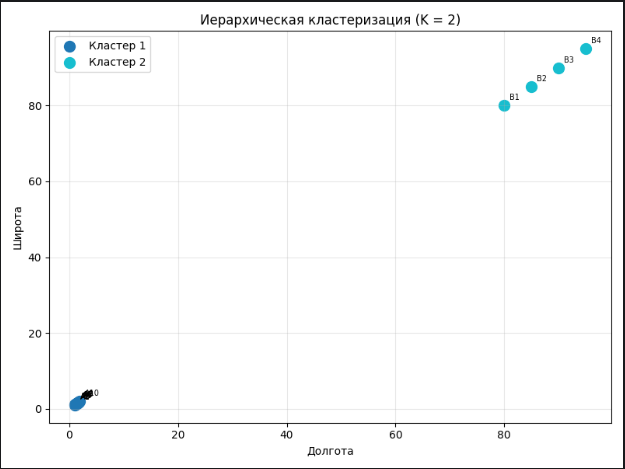 Иерархическая кластеризация (K = 2)
Кластер 1
Кластер 2
B4
B3
B2
B1
80
60
40
20
0
Широта
0 20 40 60 80
Долгота